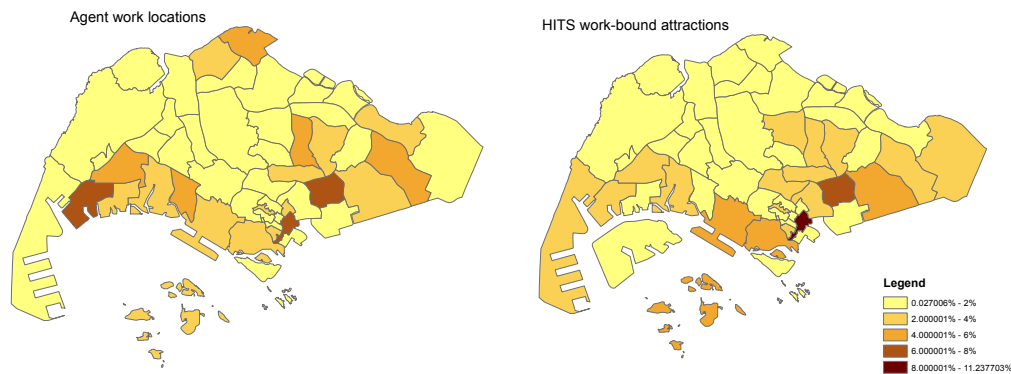 Agent work locations
HITS work-bound attractions
Legend
0.027006% - 2%
2.000001% - 4%
4.000001% - 6%
6.000001% - 8%
8.000001% - 11.237703%